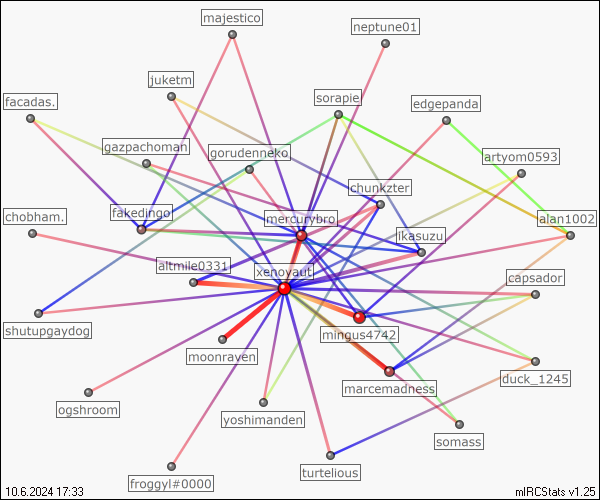 majestico
neptune01
juketm
sorapie
facadas.
edgepanda
gazpachoman
gorudeneko
artyom0593
chunkzter
chobham.
fakedingo
mercurybro
alan1002
ikasuzu
altmile0331
xenoyaut
capsador
shutupgaydog
mingus4742
moonraven
duck_1245
marcemadness
ogshroom
yoshimanden
somass
turtelious
froggyl#0000
10.6.2024 17:33
mIRCStats v1.25